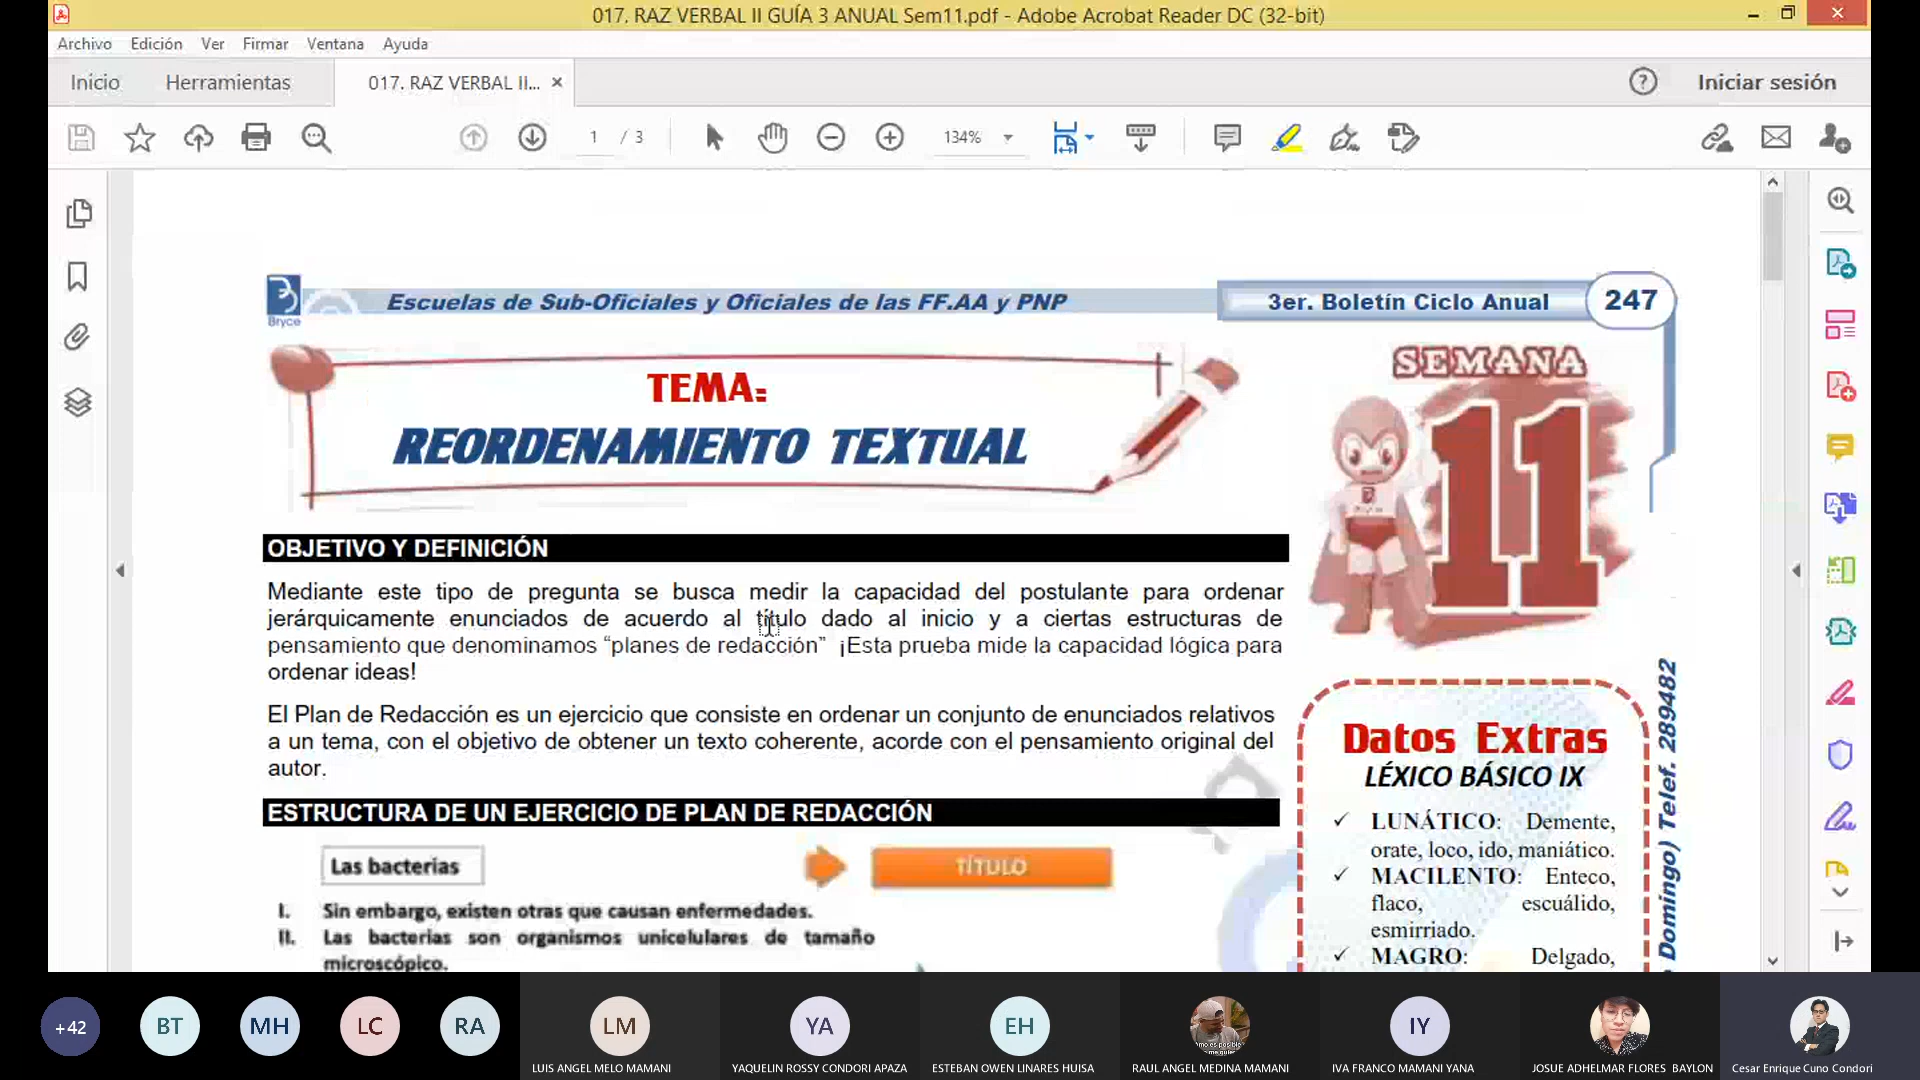 017. RAZ VERBAL II GUÍA 3 ANUAL Sem11.pdf - Adobe Acrobat Reader DC (32-bit)
Archivo Edición Ver Firmar Ventana Ayuda
Inicio Herramientas 017. RAZ VERBAL II... × Iniciar sesión
1 / 3 134%
Bryce
Escuelas de Sub-Oficiales y Oficiales de las FF.AA y PNP
3er. Boletín Ciclo Anual 247
TEMA:
REORDENAMIENTO TEXTUAL
SEMANA
11
OBJETIVO Y DEFINICIÓN
Mediante este tipo de pregunta se busca medir la capacidad del postulante para ordenar
jerárquicamente enunciados de acuerdo al título dado al inicio y a ciertas estructuras de
pensamiento que denominamos “planes de redacción” ¡Esta prueba mide la capacidad lógica para
ordenar ideas!
El Plan de Redacción es un ejercicio que consiste en ordenar un conjunto de enunciados relativos
a un tema, con el objetivo de obtener un texto coherente, acorde con el pensamiento original del
autor.
ESTRUCTURA DE UN EJERCICIO DE PLAN DE REDACCIÓN
Las bacterias
TÍTULO
I. Sin embargo, existen otras que causan enfermedades.
II. Las bacterias son organismos unicelulares de tamaño
microscópico.
Datos Extras
LÉXICO BÁSICO IX
✓ LUNÁTICO: Demente,
orate, loco, ido, maniático.
✓ MACILENTO: Enteco,
flaco, escuálido,
esmirriado.
✓ MAGRO: Delgado,
Domingo) Telef. 289482
+42 BT MH LC RA LM YA EH IY
LUIS ANGEL MELO MAMANI
YAQUELIN ROSSY CONDORI APAZA
ESTEBAN OWEN LINARES HUISA
RAUL ANGEL MEDINA MAMANI
IVA FRANCO MAMANI YANA
JOSUE ADHELMAR FLORES BAYLON
Cesar Enrique Cuno Condori